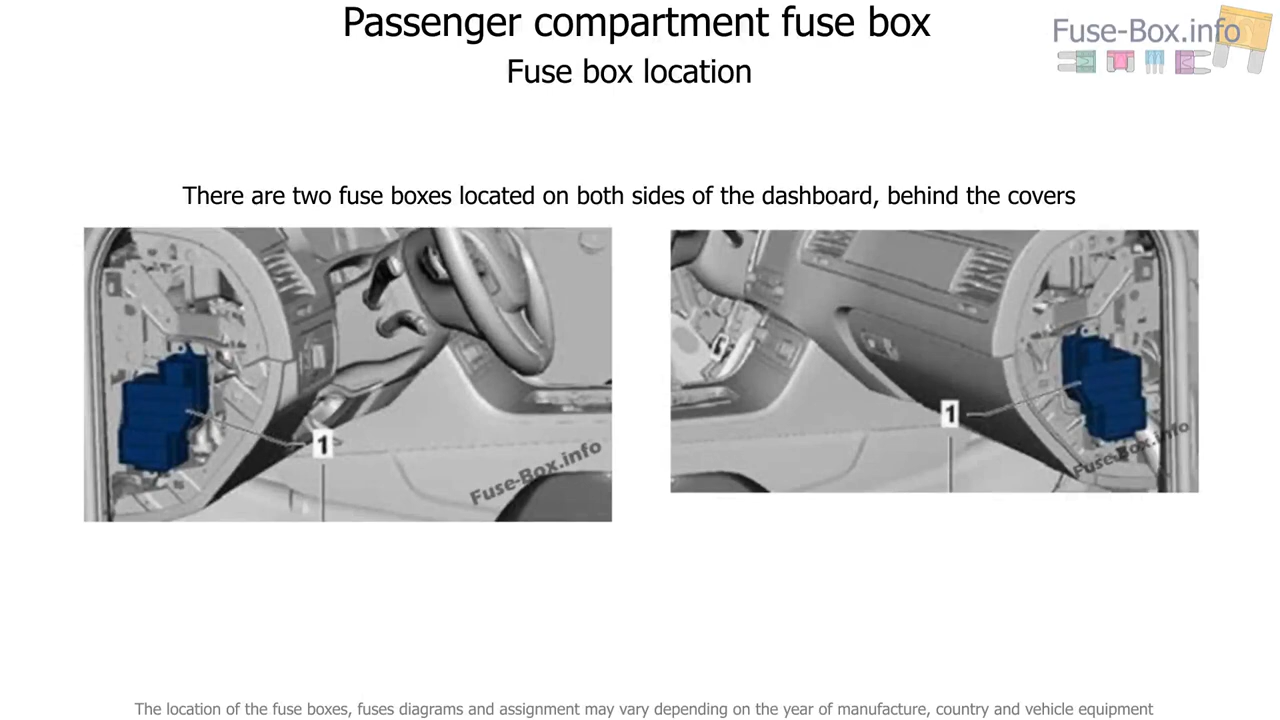 Passenger compartment fuse box
Fuse-Box.info
Fuse box location
There are two fuse boxes located on both sides of the dashboard, behind the covers
1
Fuse-Box.info
1
Fuse-Box.info
The location of the fuse boxes, fuses diagrams and assignment may vary depending on the year of manufacture, country and vehicle equipment